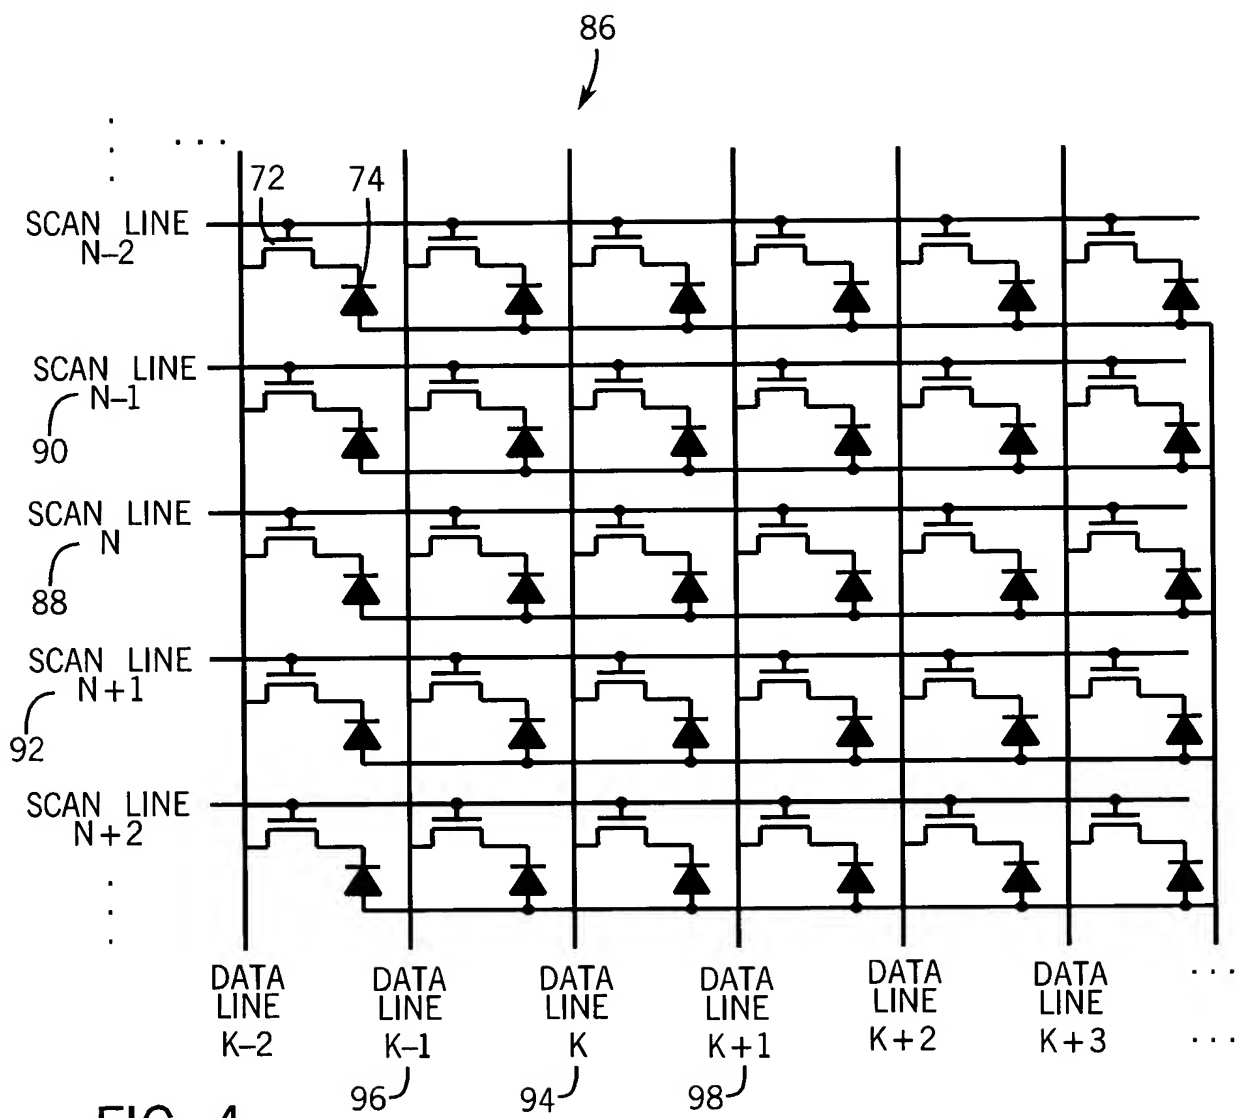 86
72 74
SCAN LINE
N-2
SCAN LINE
N-1
90
SCAN LINE
N
88
SCAN LINE
N+1
92
SCAN LINE
N+2
DATA LINE K-2
DATA LINE K-1
DATA LINE K
DATA LINE K+1
DATA LINE K+2
DATA LINE K+3
96 94 98
FIG. 4